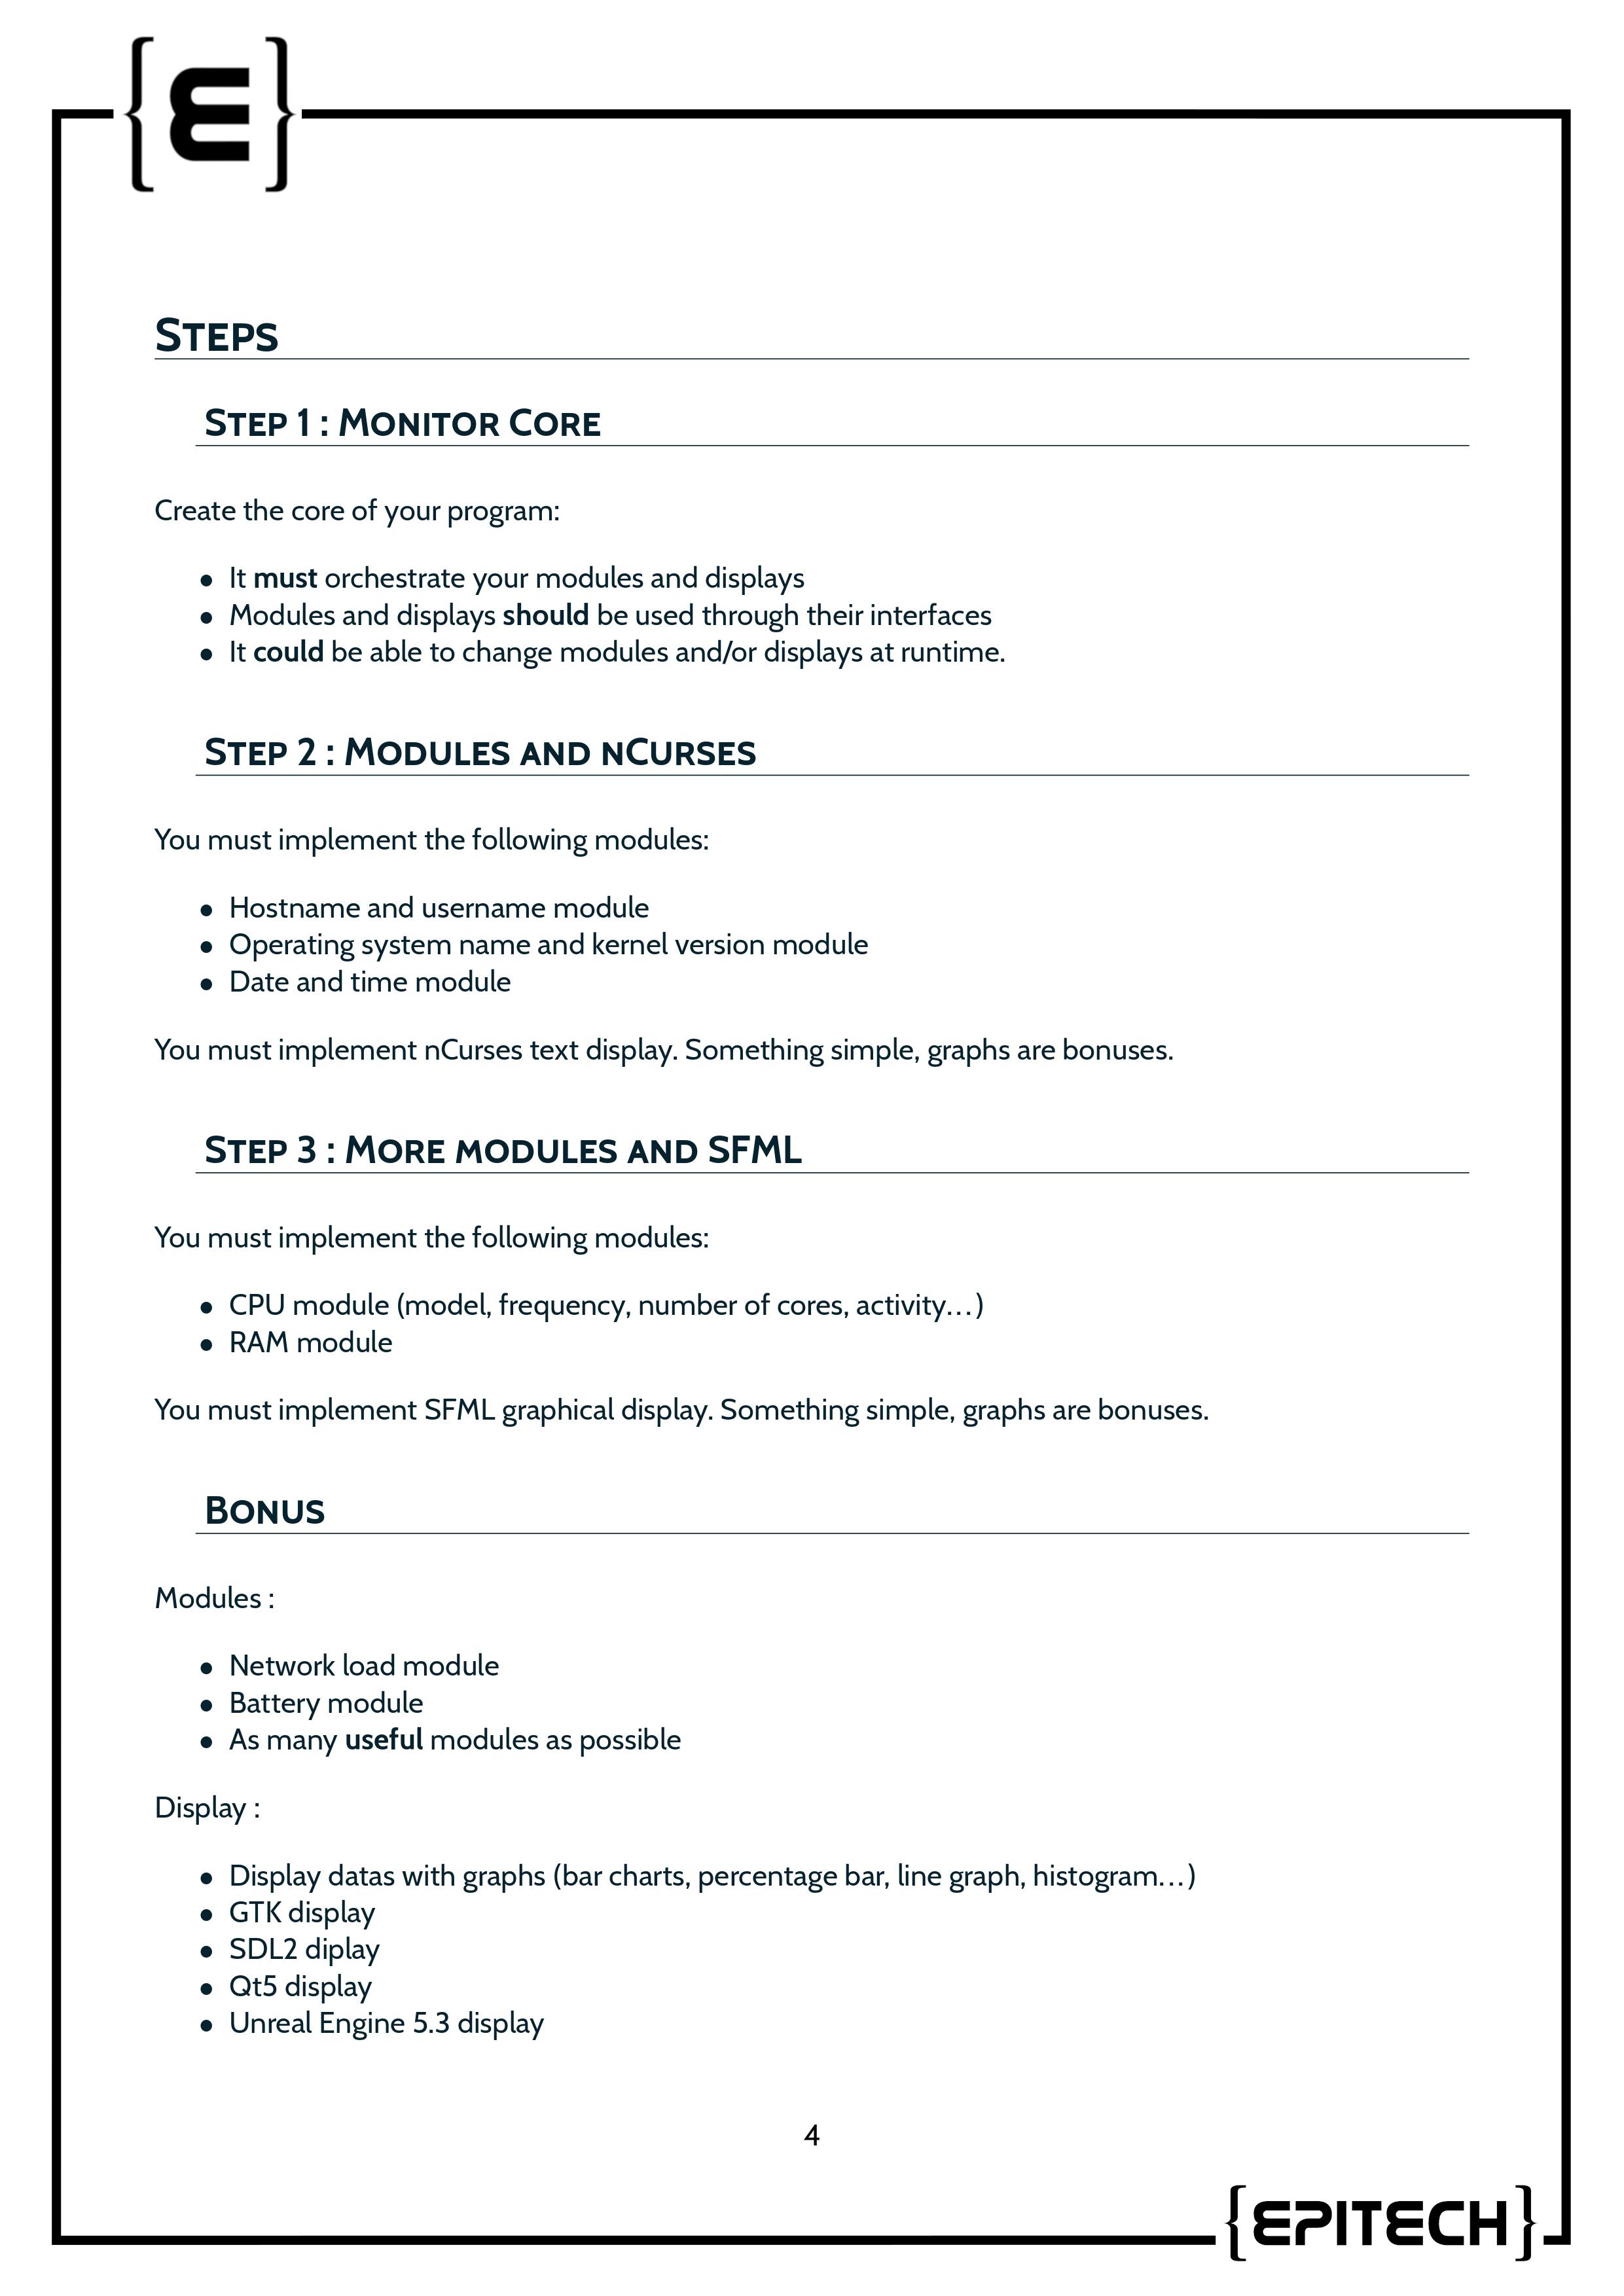 {E}
STEPS
STEP 1 : MONITOR CORE
Create the core of your program:
● It must orchestrate your modules and displays
● Modules and displays should be used through their interfaces
● It could be able to change modules and/or displays at runtime.
STEP 2 : MODULES AND NCURSES
You must implement the following modules:
● Hostname and username module
● Operating system name and kernel version module
● Date and time module
You must implement nCurses text display. Something simple, graphs are bonuses.
STEP 3 : MORE MODULES AND SFML
You must implement the following modules:
● CPU module (model, frequency, number of cores, activity...)
● RAM module
You must implement SFML graphical display. Something simple, graphs are bonuses.
BONUS
Modules :
● Network load module
● Battery module
● As many useful modules as possible
Display :
● Display datas with graphs (bar charts, percentage bar, line graph, histogram...)
● GTK display
● SDL2 diplay
● Qt5 display
● Unreal Engine 5.3 display
4
{EPITECH}